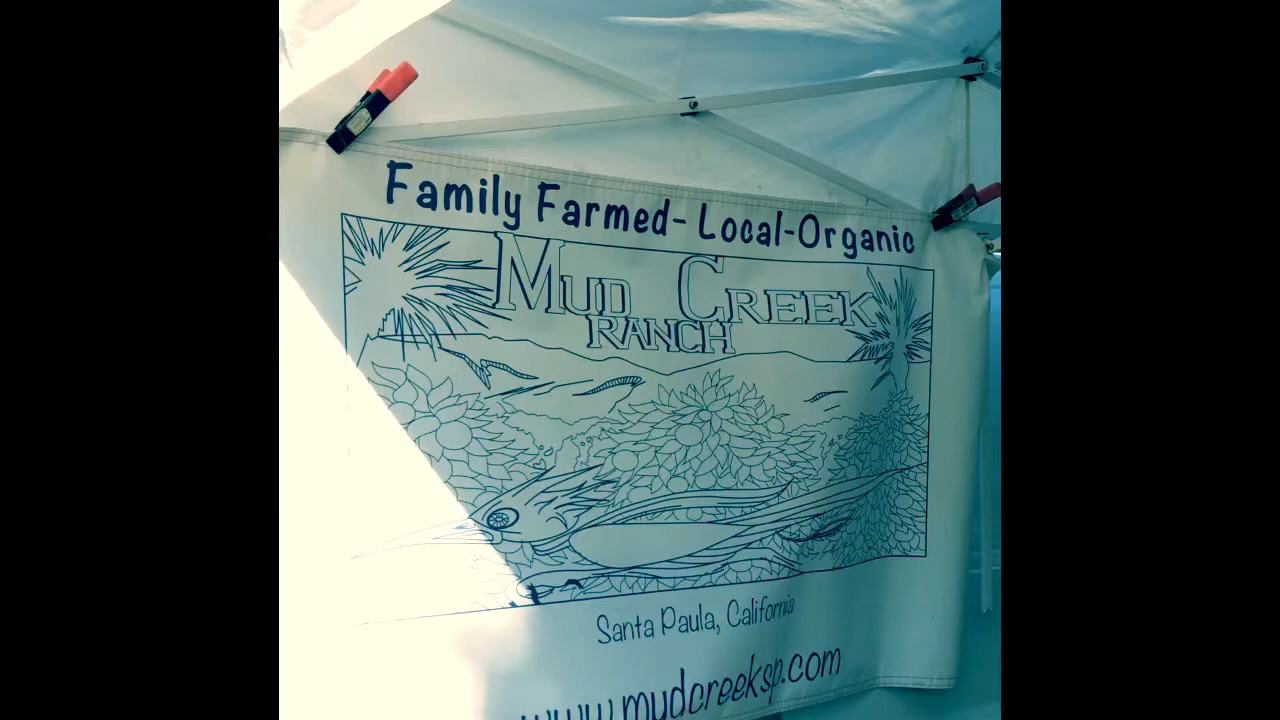 Family Farmed- Local-Organic
MUD CREEK
RANCH
Santa Paula, California
www.mudcreeksp.com